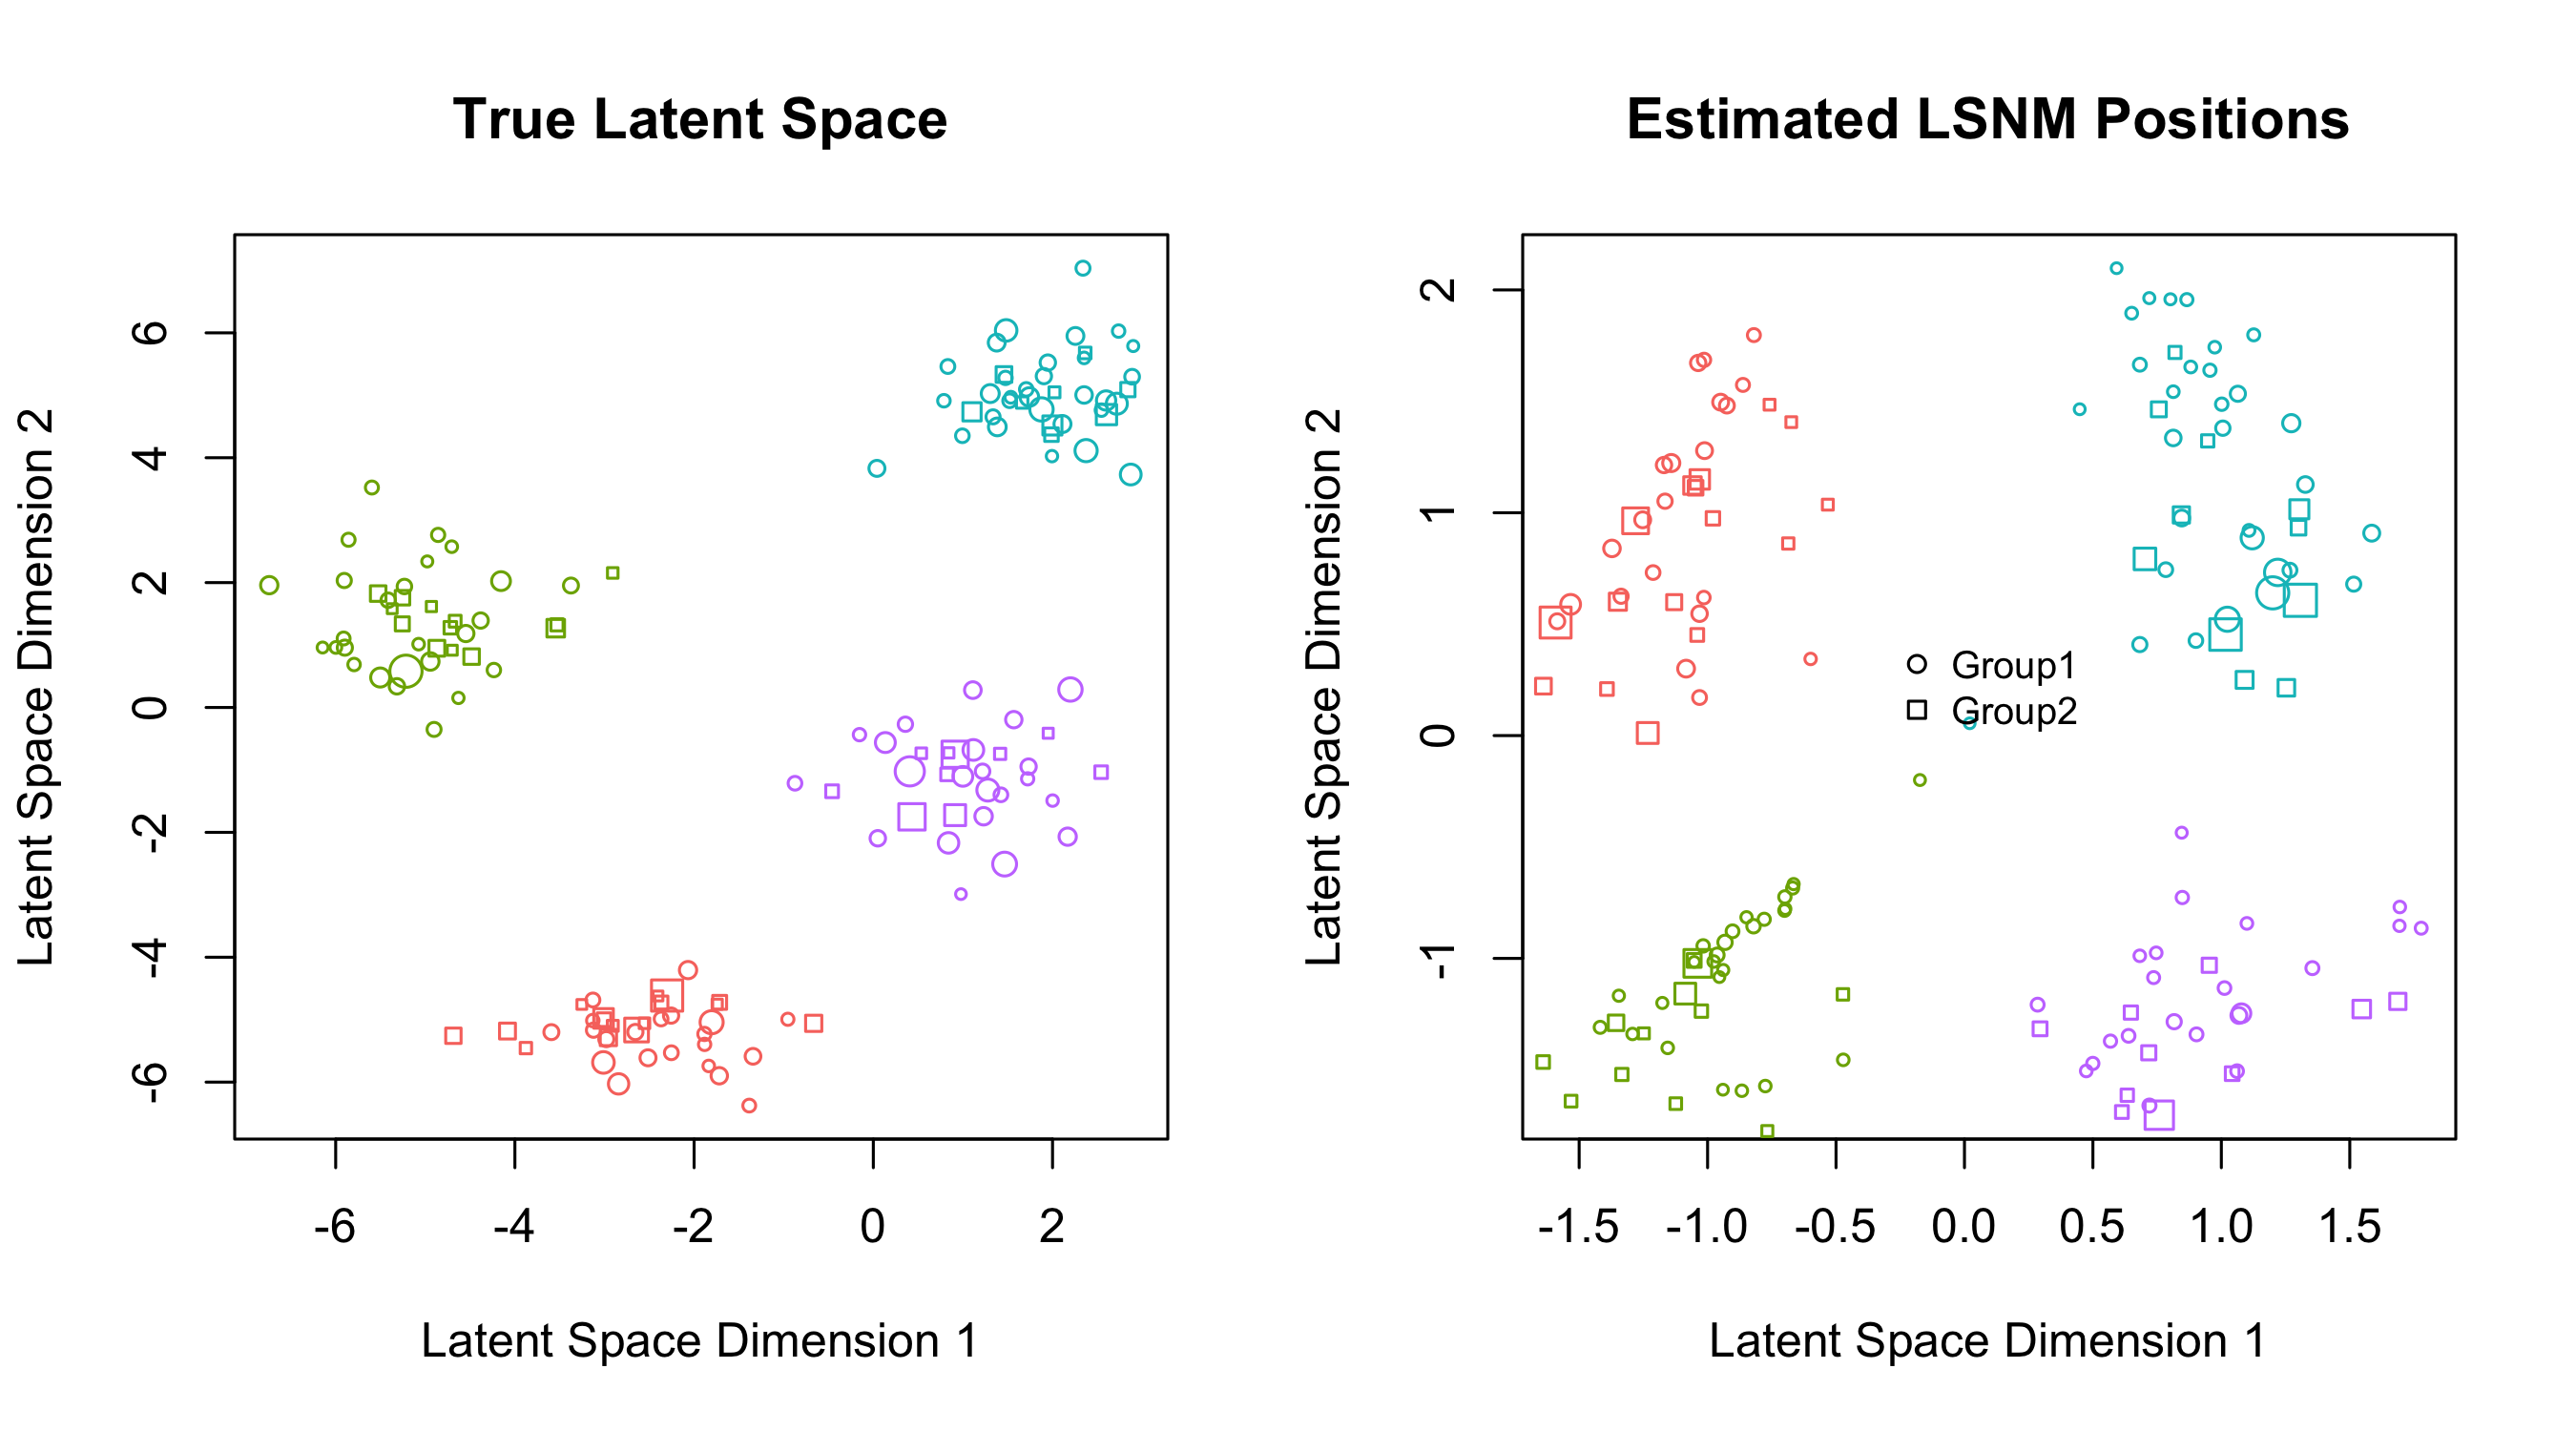 True Latent Space
Latent Space Dimension 2
6
4
2
0
-2
-4
-6
-6 -4 -2 0 2
Latent Space Dimension 1
Estimated LSNM Positions
Latent Space Dimension 2
2
1
0
-1
Group1
Group2
-1.5 -1.0 -0.5 0.0 0.5 1.0 1.5
Latent Space Dimension 1